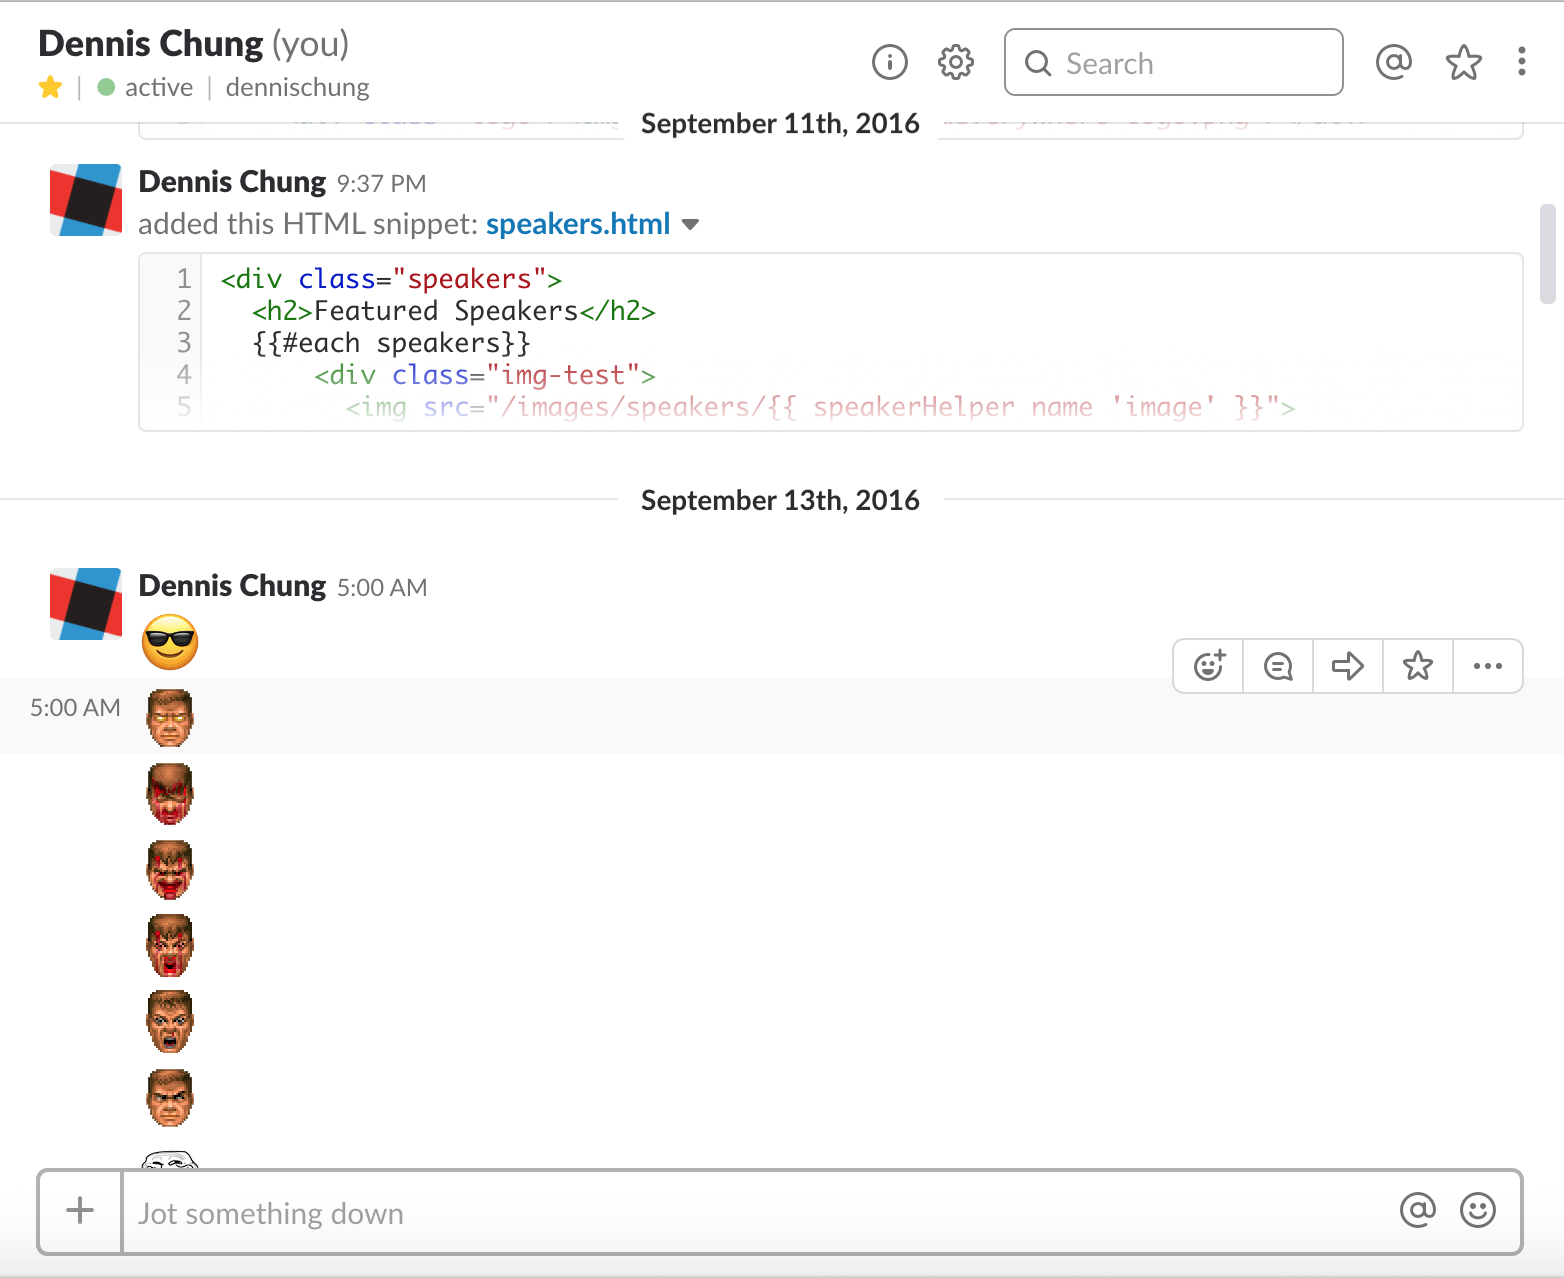 Dennis Chung (you)
active | dennischung
Search
September 11th, 2016
Dennis Chung 9:37 PM
added this HTML snippet: speakers.html
1 <div class="speakers">
2 <h2>Featured Speakers</h2>
3 {{#each speakers}}
4 <div class="img-test">
5 <img src="/images/speakers/{{ speakerHelper name 'image' }}">
September 13th, 2016
Dennis Chung 5:00 AM
5:00 AM
Jot something down